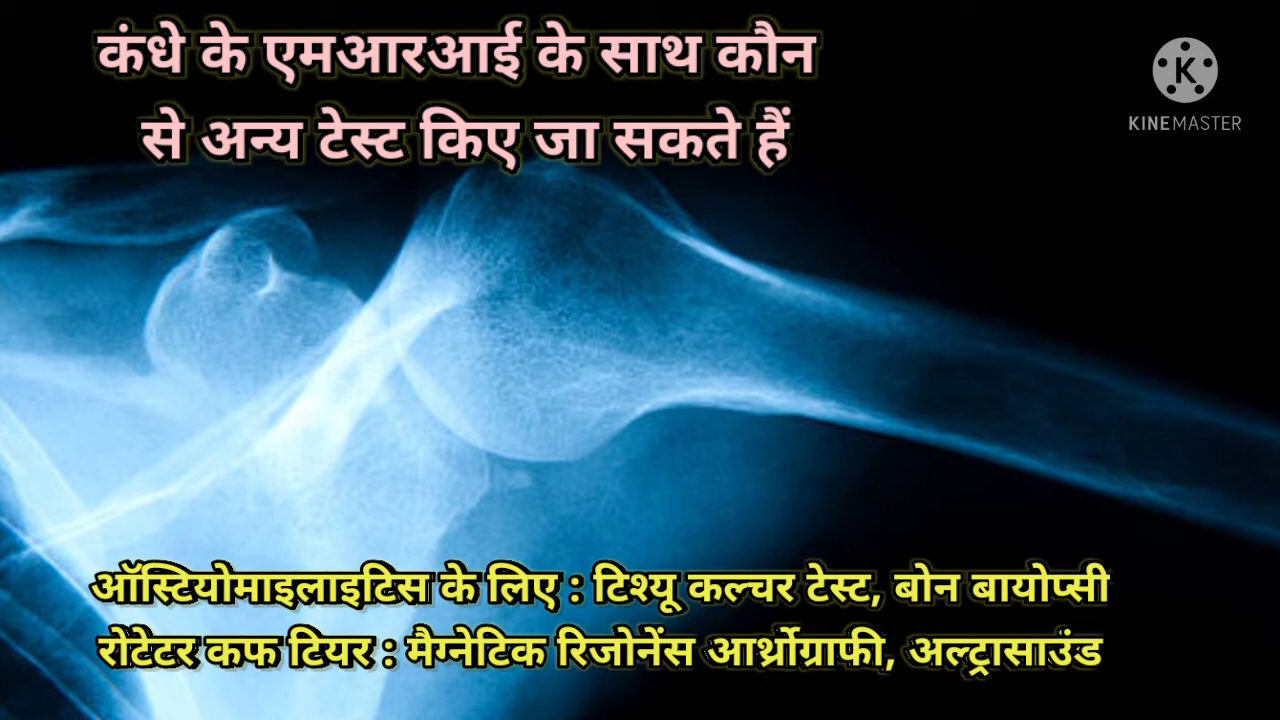 कंधे के एमआरआई के साथ कौन
से अन्य टेस्ट किए जा सकते हैं
K
KINEMASTER
ऑस्टियोमाइलाइटिस के लिए : टिश्यू कल्चर टेस्ट, बोन बायोप्सी
रोटेटर कफ टियर : मैग्नेटिक रिजोनेंस आर्थ्रोग्राफी, अल्ट्रासाउंड